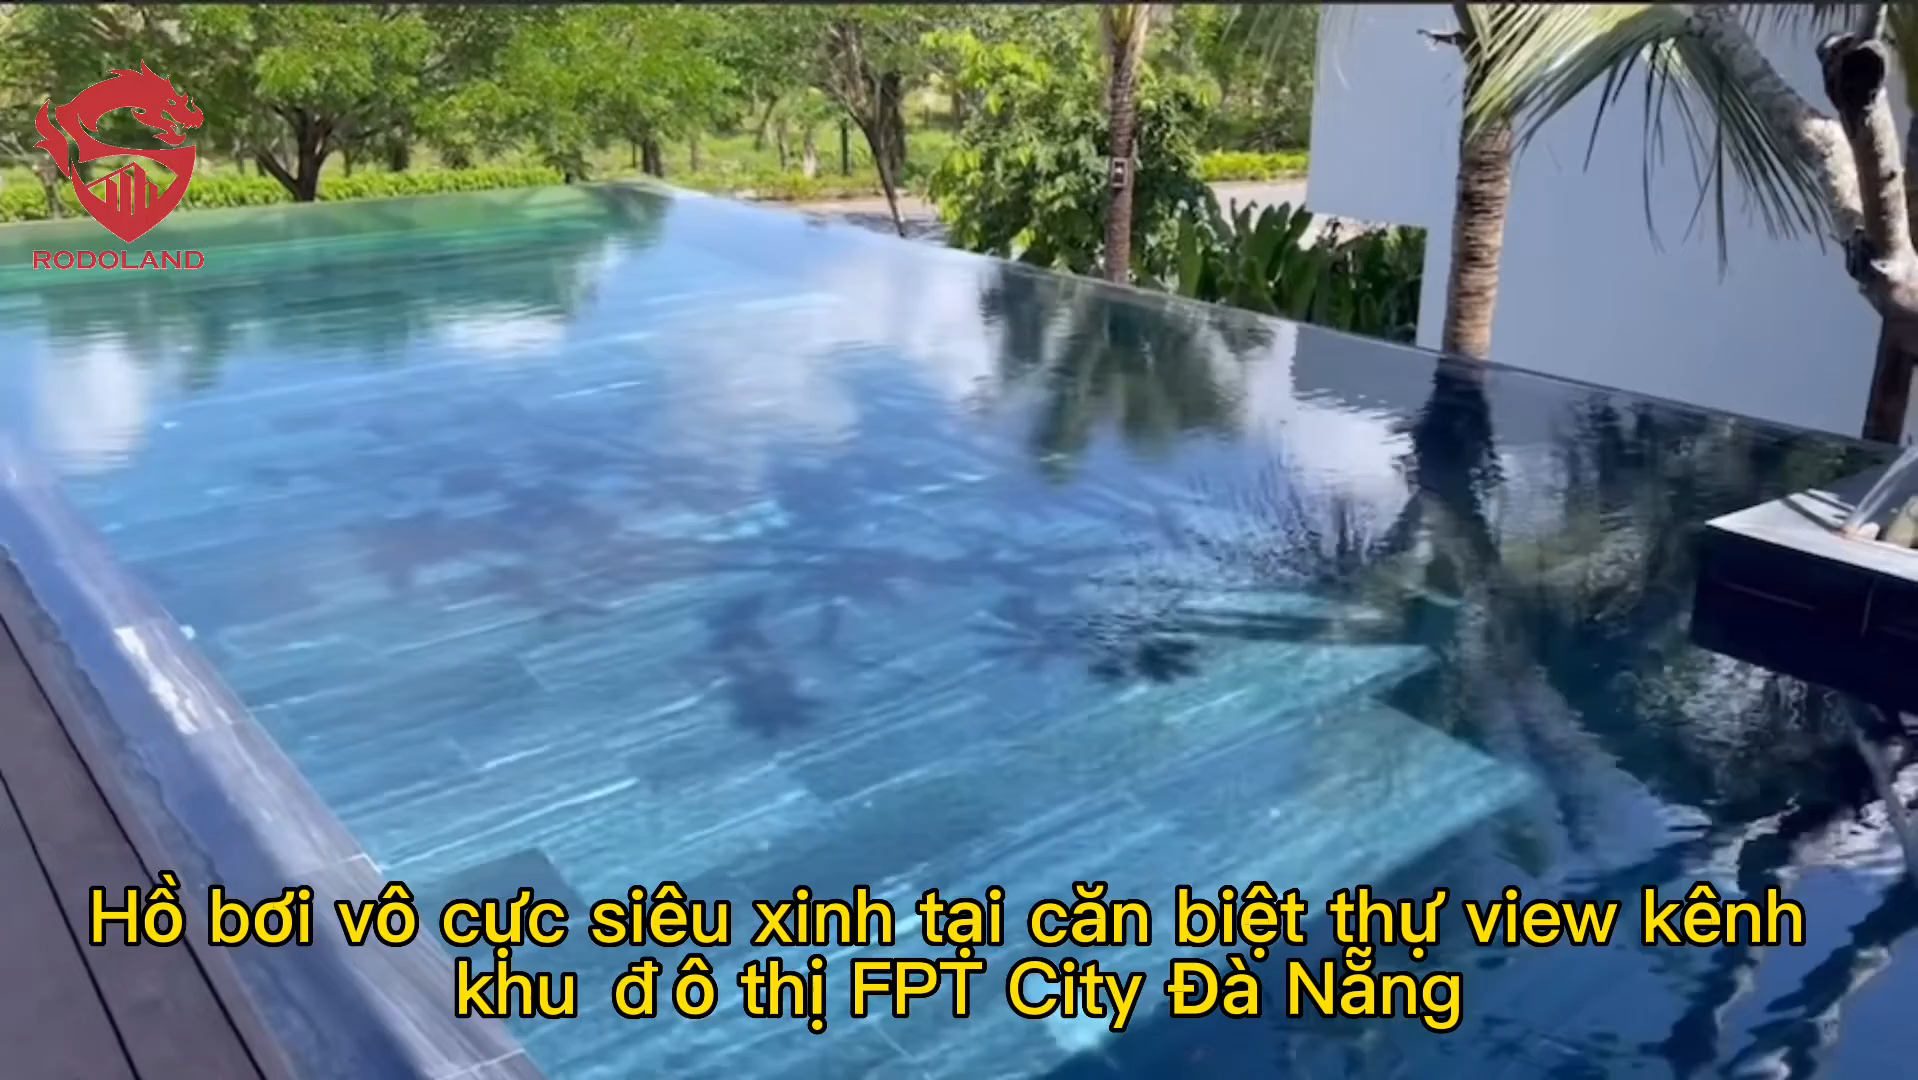 RODOLAND
Hồ bơi vô cực siêu xinh tại căn biệt thự view kênh
khu đô thị FPT City Đà Nẵng